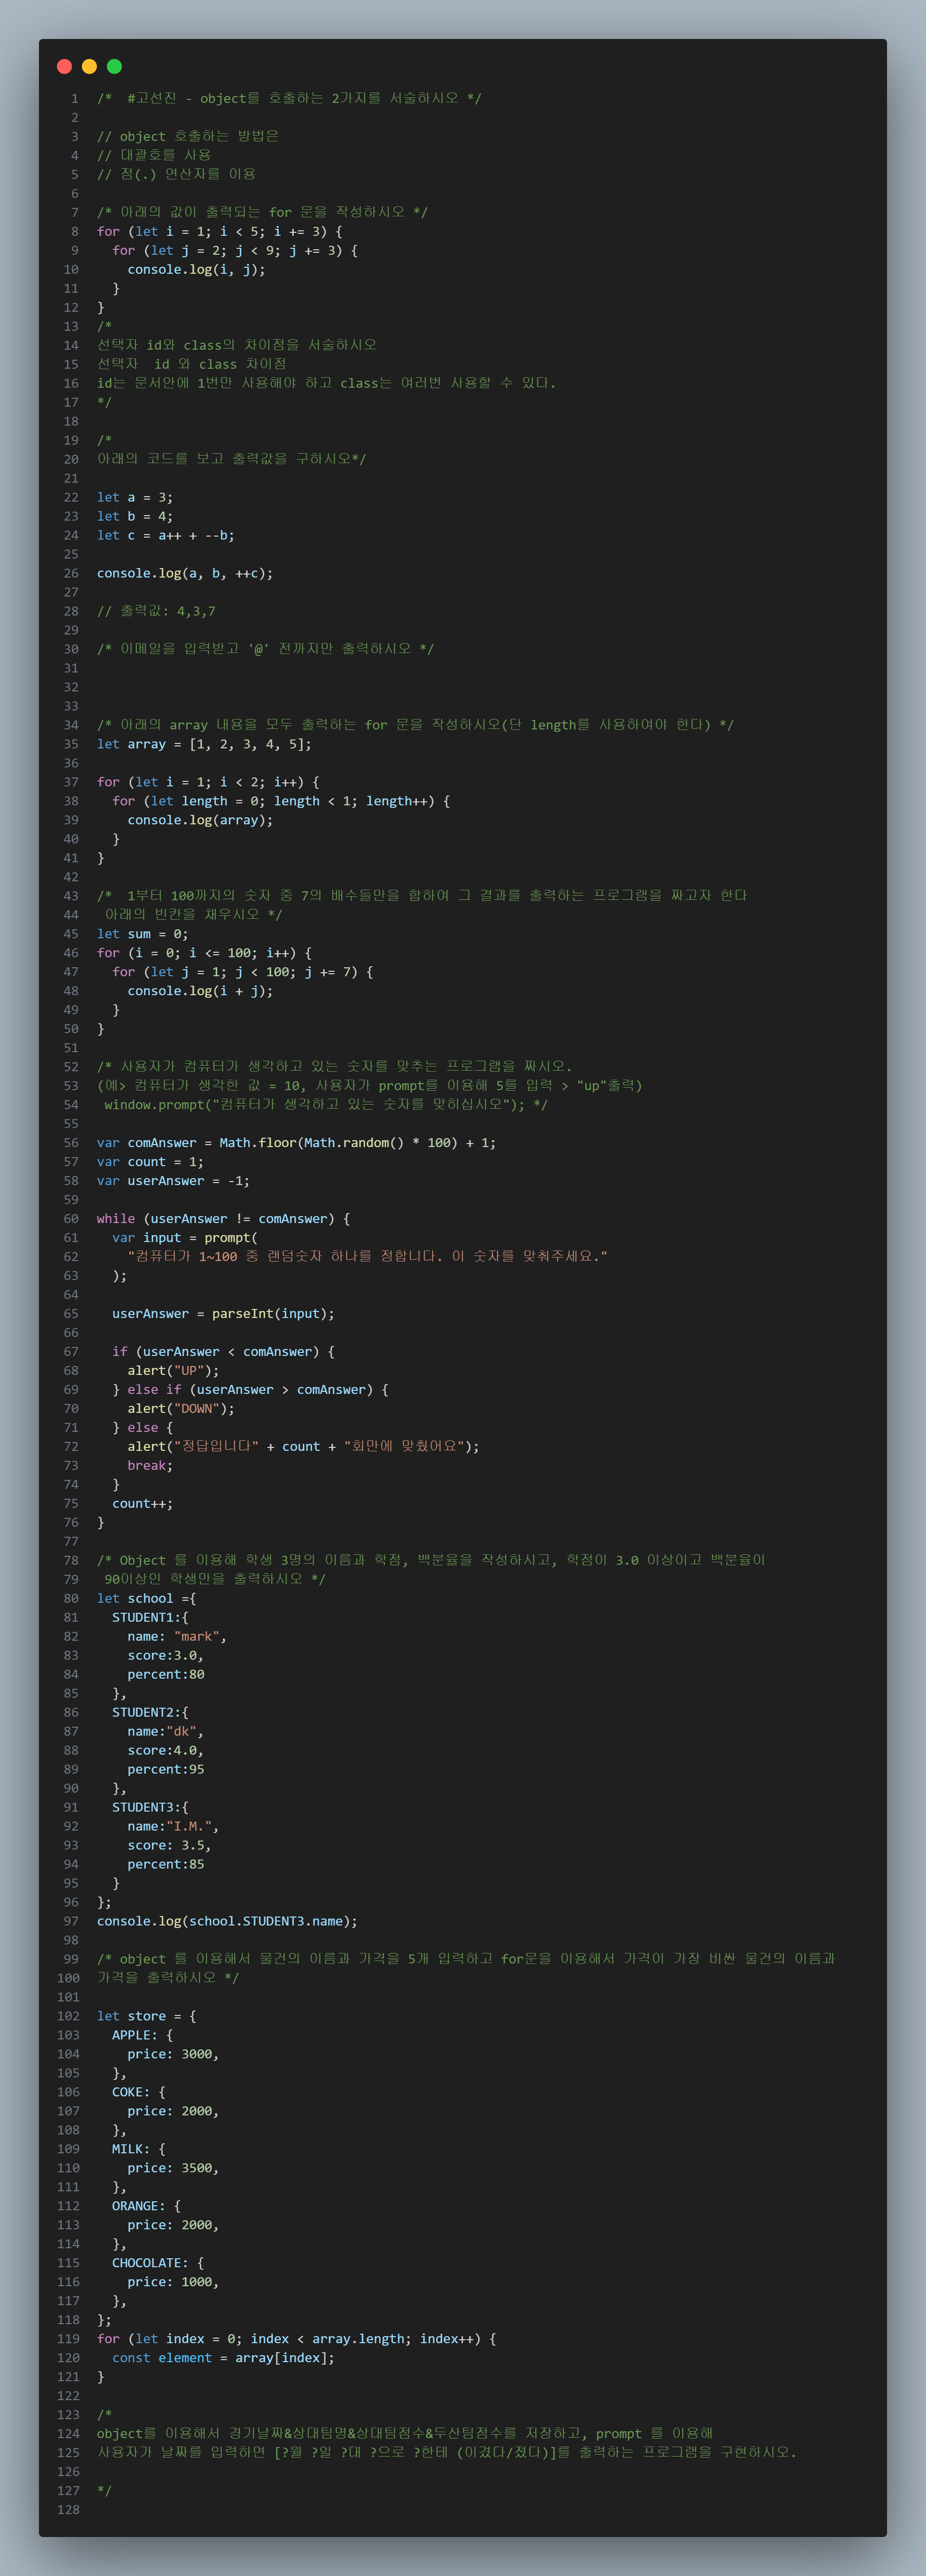 1 /*  #고선진 - object를 호출하는 2가지를 서술하시오 */
2
3 // object 호출하는 방법은
4 // 대괄호를 사용
5 // 점(.) 연산자를 이용
6
7 /* 아래의 값이 출력되는 for 문을 작성하시오 */
8 for (let i = 1; i < 5; i += 3) {
9   for (let j = 2; j < 9; j += 3) {
10     console.log(i, j);
11   }
12 }
13 /*
14 선택자 id와 class의 차이점을 서술하시오
15 선택자  id 와 class 차이점
16 id는 문서안에 1번만 사용해야 하고 class는 여러번 사용할 수 있다.
17 */
18
19 /*
20 아래의 코드를 보고 출력값을 구하시오*/
21
22 let a = 3;
23 let b = 4;
24 let c = a++ + --b;
25
26 console.log(a, b, ++c);
27
28 // 출력값: 4,3,7
29
30 /* 이메일을 입력받고 '@' 전까지만 출력하시오 */
31
32
33
34 /* 아래의 array 내용을 모두 출력하는 for 문을 작성하시오(단 length를 사용하여야 한다) */
35 let array = [1, 2, 3, 4, 5];
36
37 for (let i = 1; i < 2; i++) {
38   for (let length = 0; length < 1; length++) {
39     console.log(array);
40   }
41 }
42
43 /*  1부터 100까지의 숫자 중 7의 배수들만을 합하여 그 결과를 출력하는 프로그램을 짜고자 한다
44  아래의 빈칸을 채우시오 */
45 let sum = 0;
46 for (i = 0; i <= 100; i++) {
47   for (let j = 1; j < 100; j += 7) {
48     console.log(i + j);
49   }
50 }
51
52 /* 사용자가 컴퓨터가 생각하고 있는 숫자를 맞추는 프로그램을 짜시오.
53 (예> 컴퓨터가 생각한 값 = 10, 사용자가 prompt를 이용해 5를 입력 > "up"출력)
54  window.prompt("컴퓨터가 생각하고 있는 숫자를 맞히십시오"); */
55
56 var comAnswer = Math.floor(Math.random() * 100) + 1;
57 var count = 1;
58 var userAnswer = -1;
59
60 while (userAnswer != comAnswer) {
61   var input = prompt(
62     "컴퓨터가 1~100 중 랜덤숫자 하나를 정합니다. 이 숫자를 맞춰주세요."
63   );
64
65   userAnswer = parseInt(input);
66
67   if (userAnswer < comAnswer) {
68     alert("UP");
69   } else if (userAnswer > comAnswer) {
70     alert("DOWN");
71   } else {
72     alert("정답입니다" + count + "회만에 맞췄어요");
73     break;
74   }
75   count++;
76 }
77
78 /* Object 를 이용해 학생 3명의 이름과 학점, 백분율을 작성하시고, 학점이 3.0 이상이고 백분율이
79  90이상인 학생만을 출력하시오 */
80 let school ={
81   STUDENT1:{
82     name: "mark",
83     score:3.0,
84     percent:80
85   },
86   STUDENT2:{
87     name:"dk",
88     score:4.0,
89     percent:95
90   },
91   STUDENT3:{
92     name:"I.M.",
93     score: 3.5,
94     percent:85
95   }
96 };
97 console.log(school.STUDENT3.name);
98
99 /* object 를 이용해서 물건의 이름과 가격을 5개 입력하고 for문을 이용해서 가격이 가장 비싼 물건의 이름과
100 가격을 출력하시오 */
101
102 let store = {
103   APPLE: {
104     price: 3000,
105   },
106   COKE: {
107     price: 2000,
108   },
109   MILK: {
110     price: 3500,
111   },
112   ORANGE: {
113     price: 2000,
114   },
115   CHOCOLATE: {
116     price: 1000,
117   },
118 };
119 for (let index = 0; index < array.length; index++) {
120   const element = array[index];
121 }
122
123 /*
124 object를 이용해서 경기날짜&상대팀명&상대팀점수&두산팀점수를 저장하고, prompt 를 이용해
125 사용자가 날짜를 입력하면 [?월 ?일 ?대 ?으로 ?한테 (이겼다/졌다)]를 출력하는 프로그램을 구현하시오.
126
127 */
128